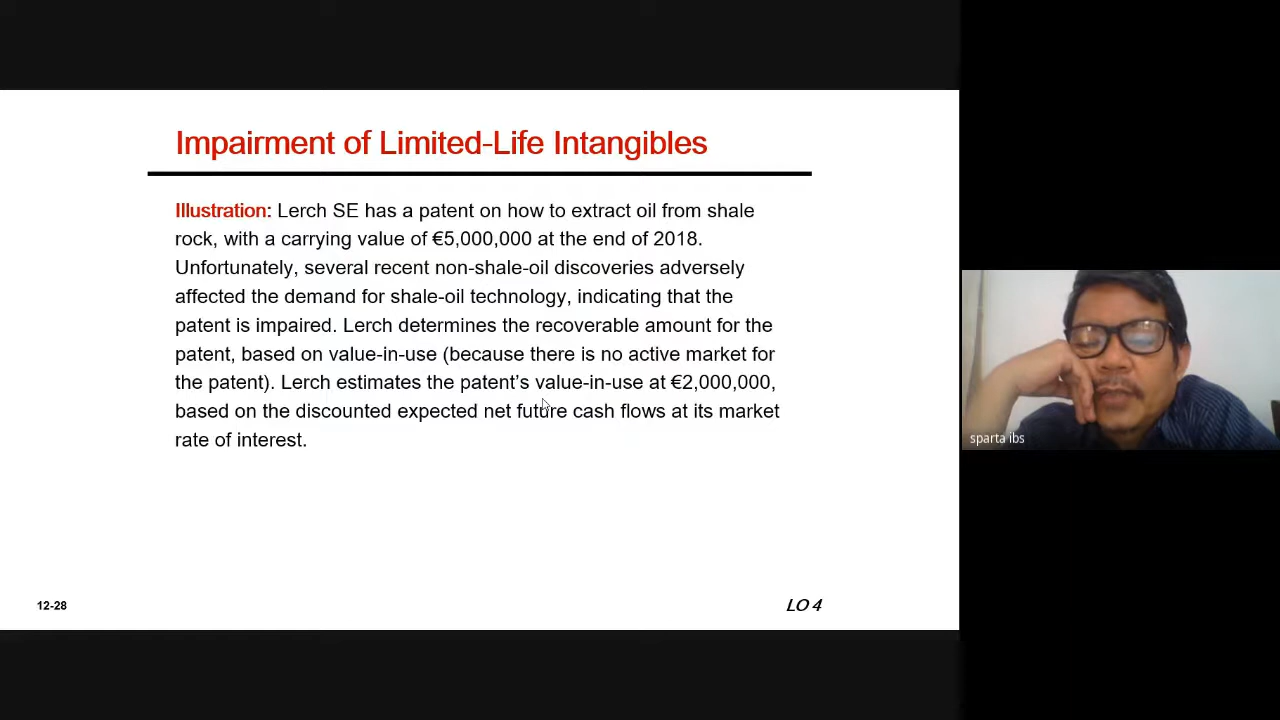 Impairment of Limited-Life Intangibles
Illustration: Lerch SE has a patent on how to extract oil from shale
rock, with a carrying value of €5,000,000 at the end of 2018.
Unfortunately, several recent non-shale-oil discoveries adversely
affected the demand for shale-oil technology, indicating that the
patent is impaired. Lerch determines the recoverable amount for the
patent, based on value-in-use (because there is no active market for
the patent). Lerch estimates the patent’s value-in-use at €2,000,000,
based on the discounted expected net future cash flows at its market
rate of interest.
sparta ibs
12-28
LO 4